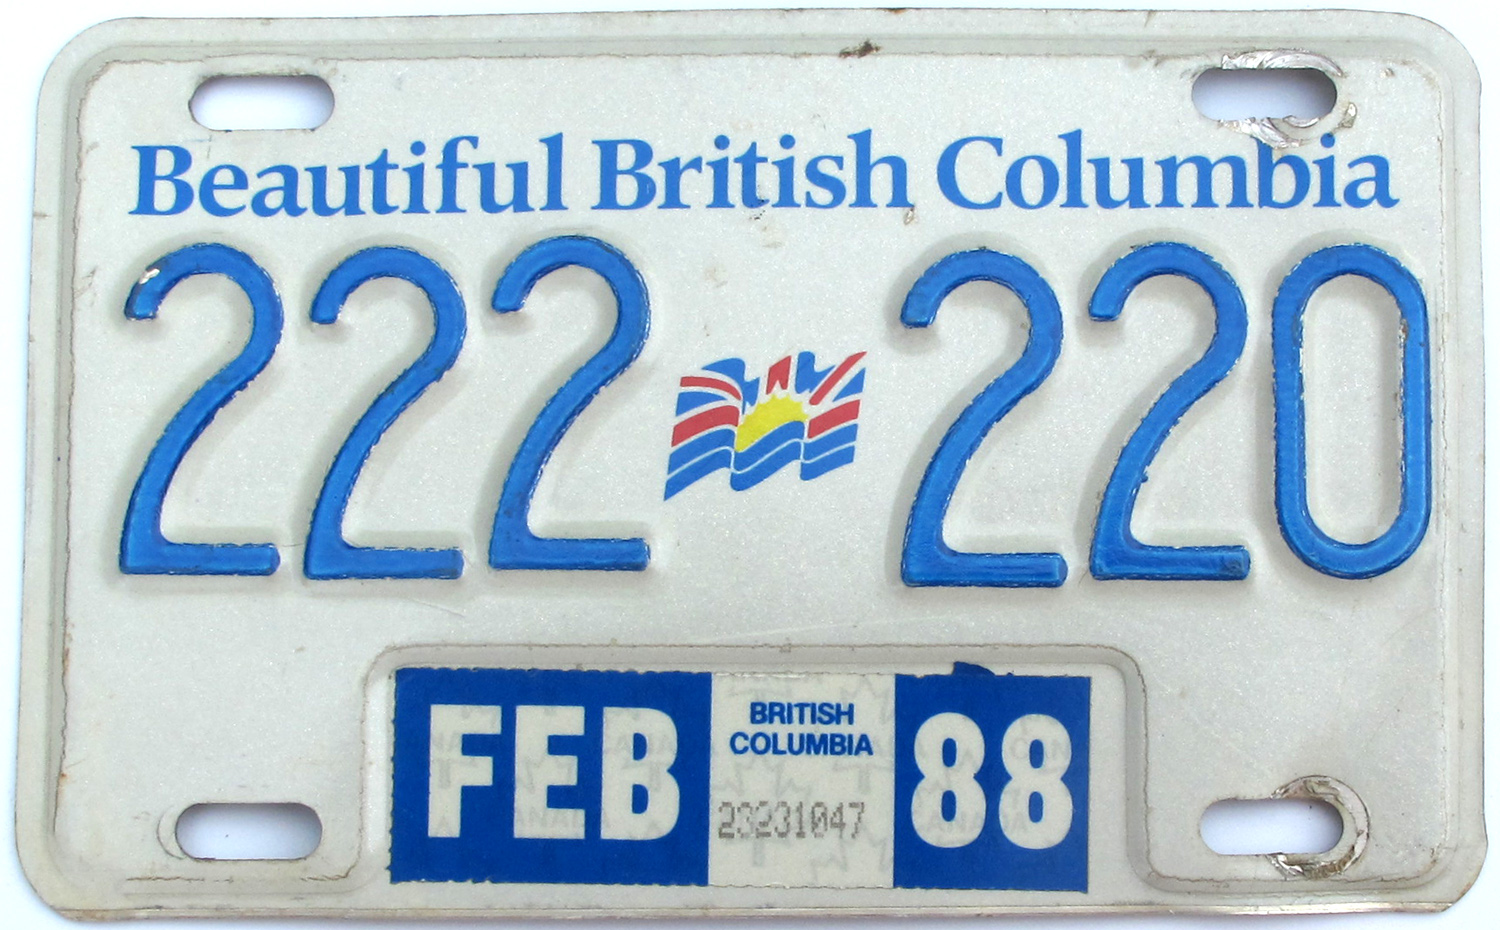 Beautiful British Columbia
222 220
FEB BRITISH COLUMBIA 88
23231047